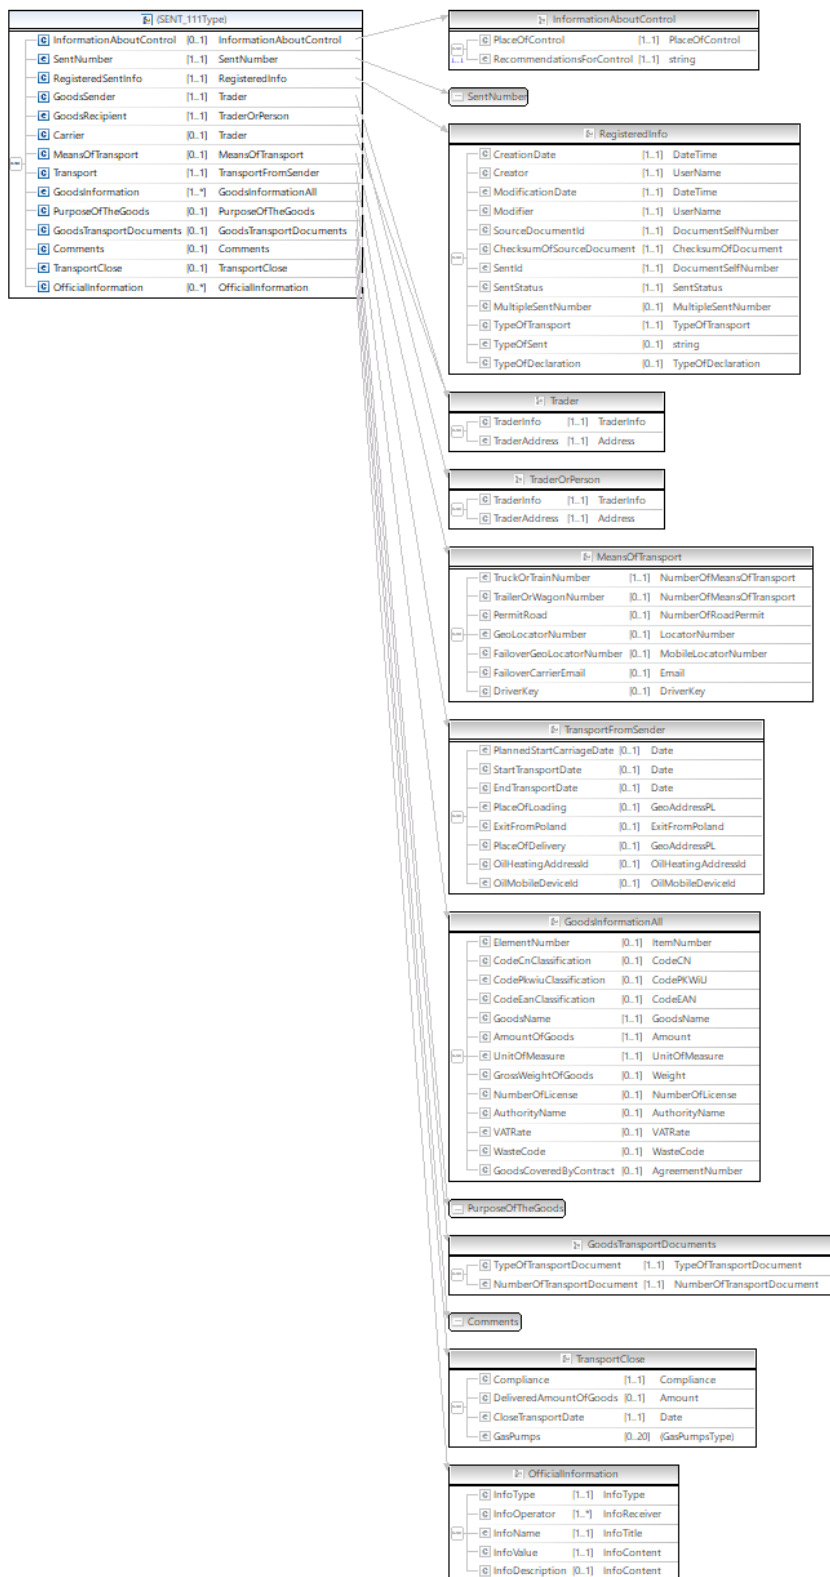 (SENT_111Type)
InformationAboutControl [0..1] InformationAboutControl
SentNumber [1..1] SentNumber
RegisteredSentInfo [1..1] RegisteredInfo
GoodsSender [1..1] Trader
GoodsRecipient [1..1] TraderOrPerson
Carrier [0..1] Trader
MeansOfTransport [0..1] MeansOfTransport
Transport [1..1] TransportFromSender
GoodsInformation [1..*] GoodsInformationAll
PurposeOfTheGoods [0..1] PurposeOfTheGoods
GoodsTransportDocuments [0..1] GoodsTransportDocuments
Comments [0..1] Comments
TransportClose [0..1] TransportClose
OfficialInformation [0..*] OfficialInformation
InformationAboutControl
PlaceOfControl [1..1] PlaceOfControl
RecommendationsForControl [1..1] string
SentNumber
RegisteredInfo
CreationDate [1..1] DateTime
Creator [1..1] UserName
ModificationDate [1..1] DateTime
Modifier [1..1] UserName
SourceDocumentId [1..1] DocumentSelfNumber
ChecksumOfSourceDocument [1..1] ChecksumOfDocument
SentId [1..1] DocumentSelfNumber
SentStatus [1..1] SentStatus
MultipleSentNumber [0..1] MultipleSentNumber
TypeOfTransport [1..1] TypeOfTransport
TypeOfSent [0..1] string
TypeOfDeclaration [0..1] TypeOfDeclaration
Trader
TraderInfo [1..1] TraderInfo
TraderAddress [1..1] Address
TraderOrPerson
TraderInfo [1..1] TraderInfo
TraderAddress [1..1] Address
MeansOfTransport
TruckOrTrainNumber [1..1] NumberOfMeansOfTransport
TrailerOrWagonNumber [0..1] NumberOfMeansOfTransport
PermitRoad [0..1] NumberOfRoadPermit
GeoLocatorNumber [0..1] LocatorNumber
FailoverGeoLocatorNumber [0..1] MobileLocatorNumber
FailoverCarrierEmail [0..1] Email
DriverKey [0..1] DriverKey
TransportFromSender
PlannedStartCarriageDate [0..1] Date
StartTransportDate [0..1] Date
EndTransportDate [0..1] Date
PlaceOfLoading [0..1] GeoAddressPL
ExitFromPoland [0..1] ExitFromPoland
PlaceOfDelivery [0..1] GeoAddressPL
OilHeatingAddressId [0..1] OilHeatingAddressId
OilMobileDeviceId [0..1] OilMobileDeviceId
GoodsInformationAll
ElementNumber [0..1] ItemNumber
CodeCnClassification [0..1] CodeCN
CodePkwiuClassification [0..1] CodePKWiU
CodeEanClassification [0..1] CodeEAN
GoodsName [1..1] GoodsName
AmountOfGoods [1..1] Amount
UnitOfMeasure [1..1] UnitOfMeasure
GrossWeightOfGoods [0..1] Weight
NumberOfLicense [0..1] NumberOfLicense
AuthorityName [0..1] AuthorityName
VATRate [0..1] VATRate
WasteCode [0..1] WasteCode
GoodsCoveredByContract [0..1] AgreementNumber
PurposeOfTheGoods
GoodsTransportDocuments
TypeOfTransportDocument [1..1] TypeOfTransportDocument
NumberOfTransportDocument [1..1] NumberOfTransportDocument
Comments
TransportClose
Compliance [1..1] Compliance
DeliveredAmountOfGoods [0..1] Amount
CloseTransportDate [1..1] Date
GasPumps [0..20] (GasPumpsType)
OfficialInformation
InfoType [1..1] InfoType
InfoOperator [1..*] InfoReceiver
InfoName [1..1] InfoTitle
InfoValue [1..1] InfoContent
InfoDescription [0..1] InfoContent